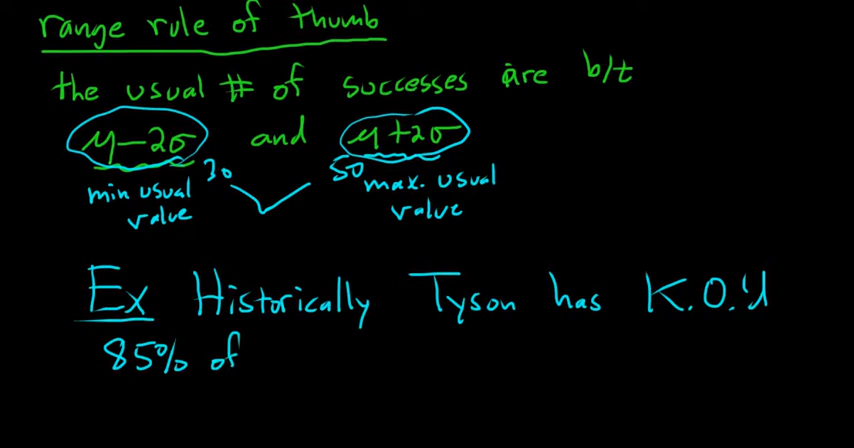 range rule of thumb
the usual # of successes are b/t
μ-2σ and μ+2σ
30 50
min usual value
max. usual value
Ex Historically Tyson has K.O.'d
85% of